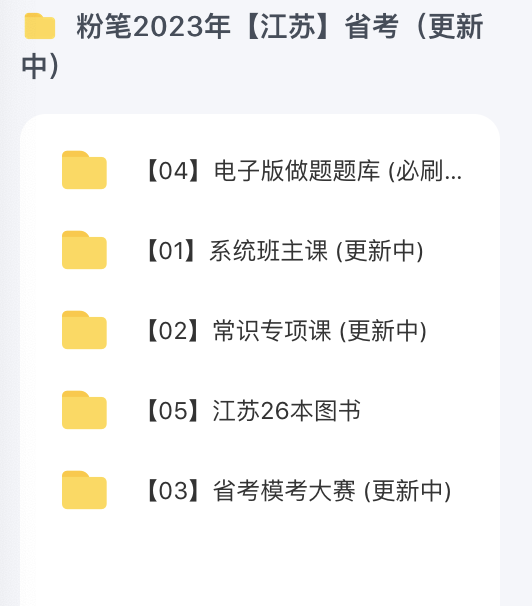 粉笔2023年【江苏】省考（更新
中）
【04】电子版做题题库 (必刷...
【01】系统班主课 (更新中)
【02】常识专项课 (更新中)
【05】江苏26本图书
【03】省考模考大赛 (更新中)